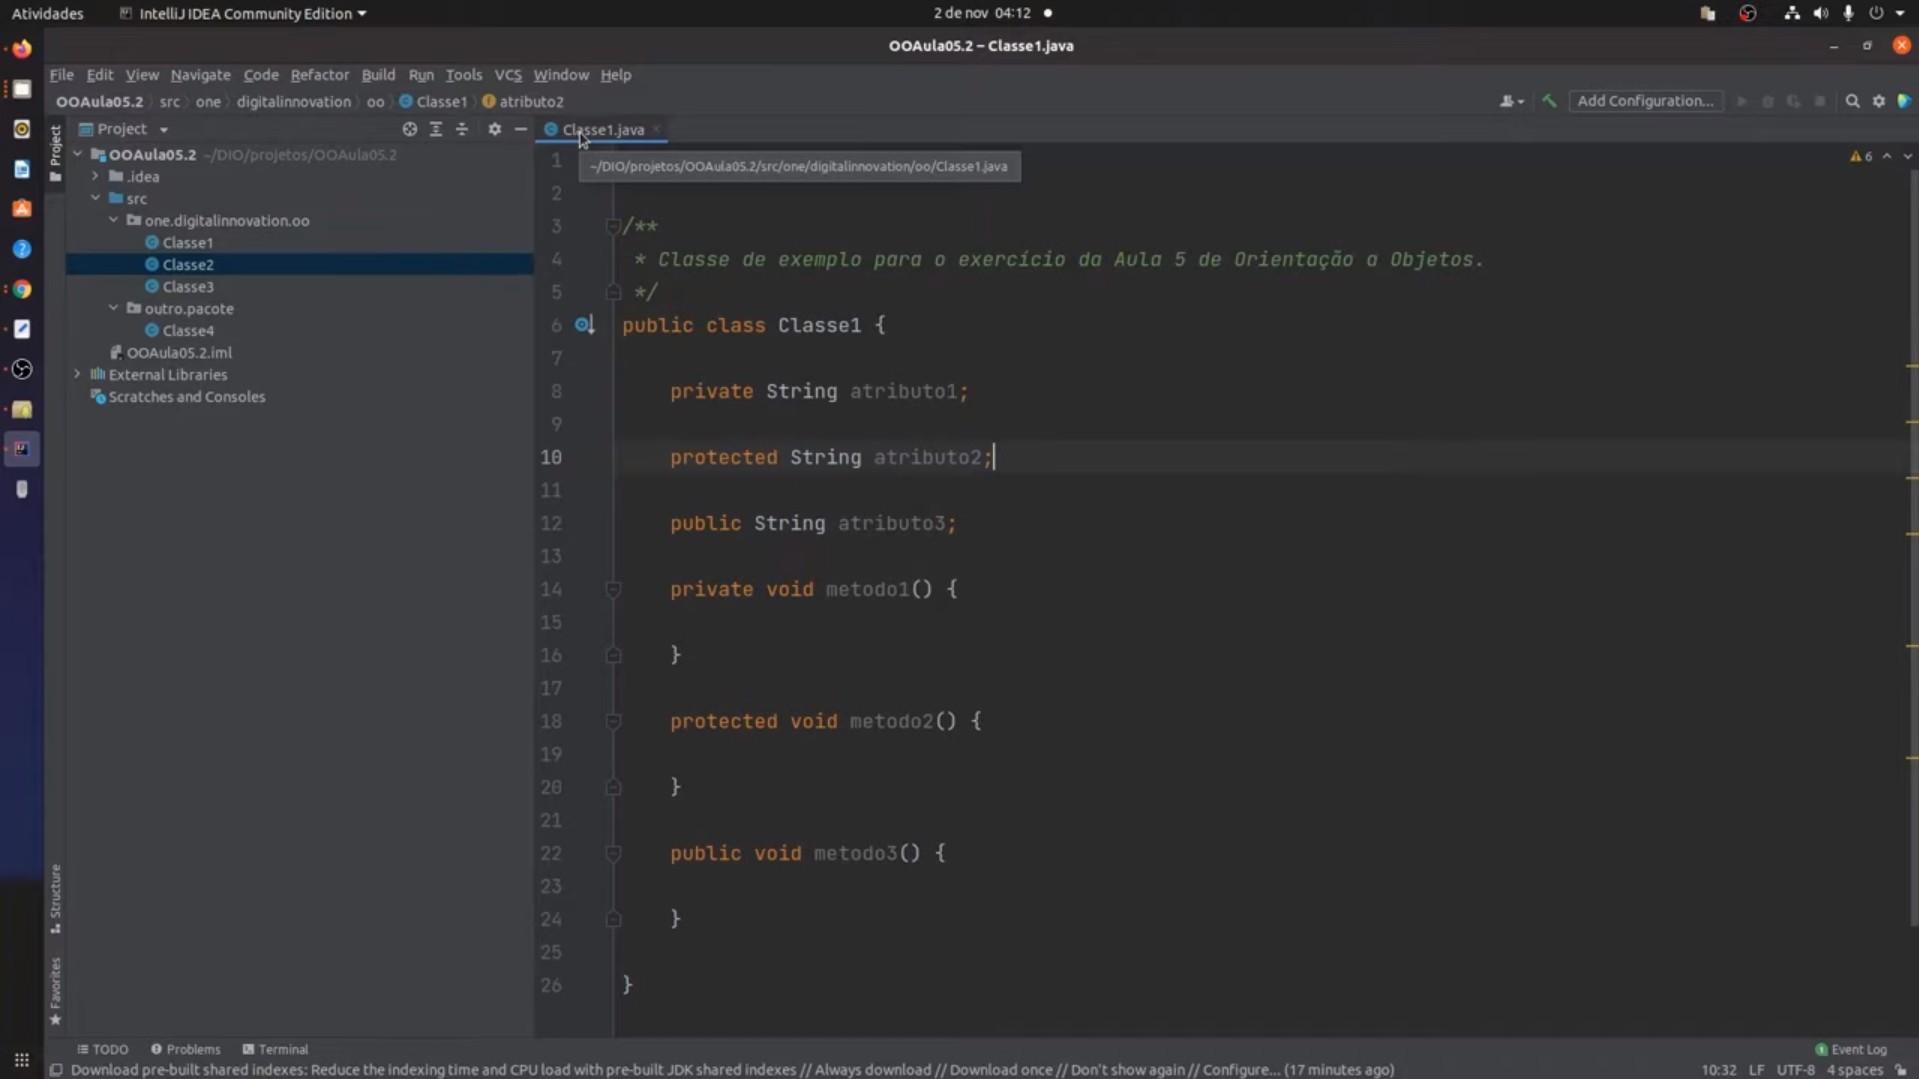 Atividades IntelliJ IDEA Community Edition 2 de nov 04:12
OOAula05.2 – Classe1.java
File Edit View Navigate Code Refactor Build Run Tools VCS Window Help
OOAula05.2 src one digitalinnovation oo Classe1 atributo2 Add Configuration...
Project
Project
Classe1.java
OOAula05.2 ~/DIO/projetos/OOAula05.2
~/DIO/projetos/OOAula05.2/src/one/digitalinnovation/oo/Classe1.java
6
.idea
src
one.digitalinnovation.oo
Classe1
Classe2
Classe3
outro.pacote
Classe4
OOAula05.2.iml
External Libraries
Scratches and Consoles
1
2
3 /**
4 * Classe de exemplo para o exercício da Aula 5 de Orientação a Objetos.
5 */
6 public class Classe1 {
7
8 private String atributo1;
9
10 protected String atributo2;
11
12 public String atributo3;
13
14 private void metodo1() {
15
16 }
17
18 protected void metodo2() {
19
20 }
21
22 public void metodo3() {
23
24 }
25
26 }
Structure
Favorites
TODO Problems Terminal 1 Event Log
Download pre-built shared indexes: Reduce the indexing time and CPU load with pre-built JDK shared indexes // Always download // Download once // Don't show again // Configure... (17 minutes ago) 10:32 LF UTF-8 4 spaces